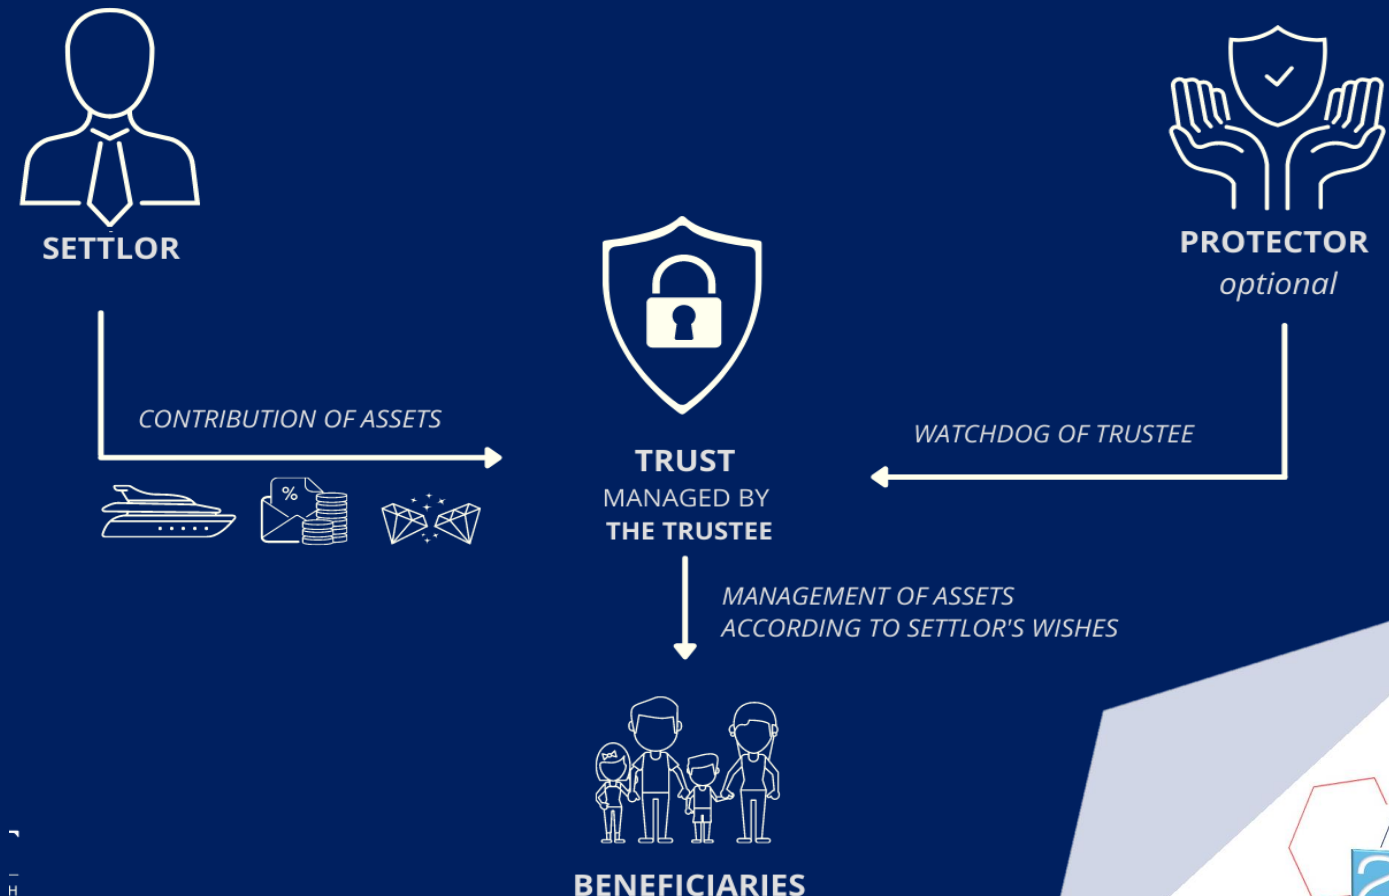 SETTLOR
PROTECTOR
optional
CONTRIBUTION OF ASSETS
%
WATCHDOG OF TRUSTEE
TRUST
MANAGED BY
THE TRUSTEE
MANAGEMENT OF ASSETS
ACCORDING TO SETTLOR'S WISHES
BENEFICIARIES
H